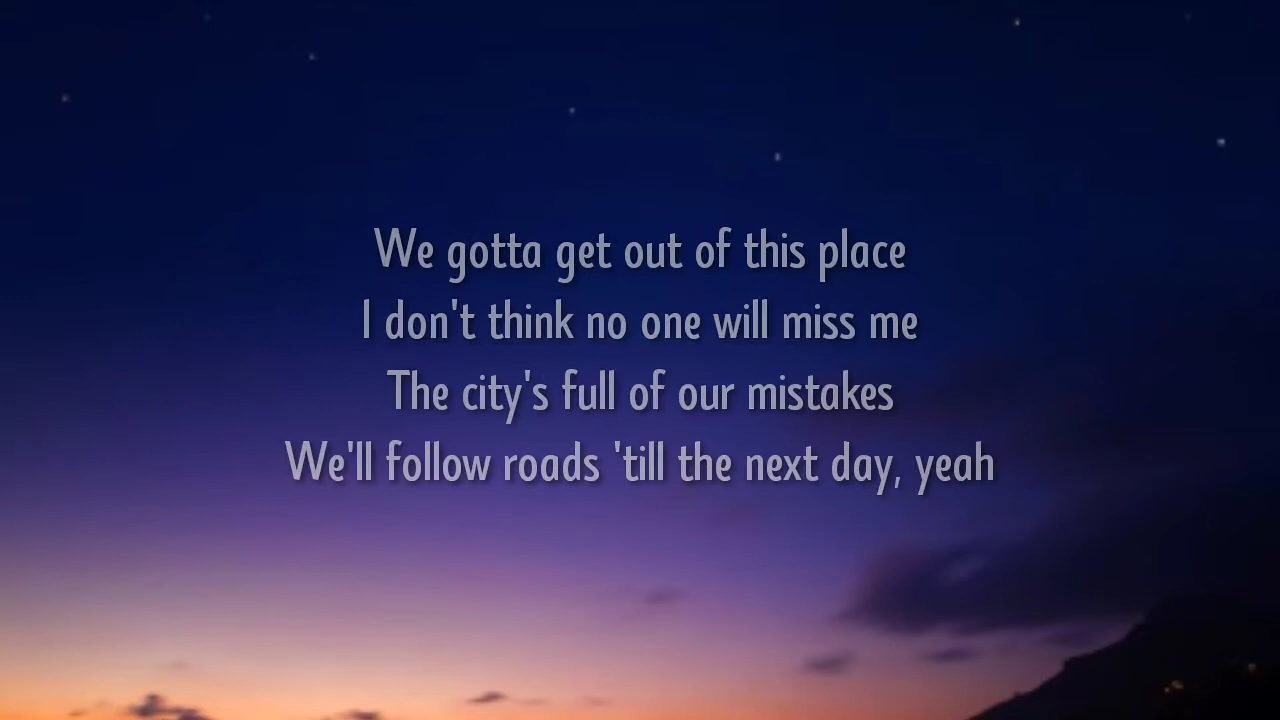 We gotta get out of this place
I don't think no one will miss me
The city's full of our mistakes
We'll follow roads 'till the next day, yeah